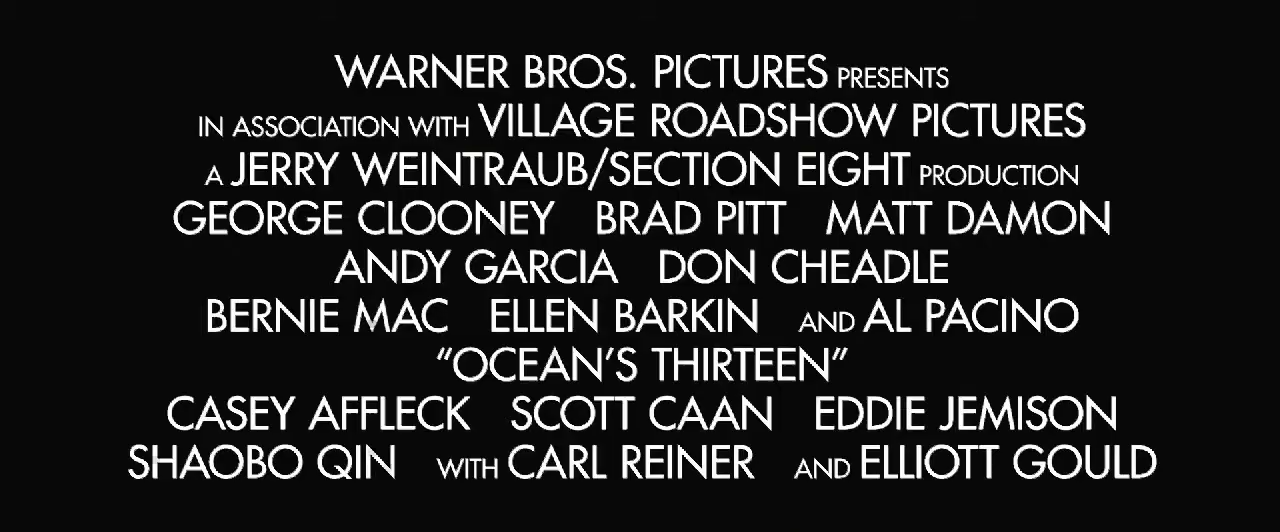 WARNER BROS. PICTURES PRESENTS
IN ASSOCIATION WITH VILLAGE ROADSHOW PICTURES
A JERRY WEINTRAUB/SECTION EIGHT PRODUCTION
GEORGE CLOONEY BRAD PITT MATT DAMON
ANDY GARCIA DON CHEADLE
BERNIE MAC ELLEN BARKIN AND AL PACINO
“OCEAN’S THIRTEEN”
CASEY AFFLECK SCOTT CAAN EDDIE JEMISON
SHAOBO QIN WITH CARL REINER AND ELLIOTT GOULD